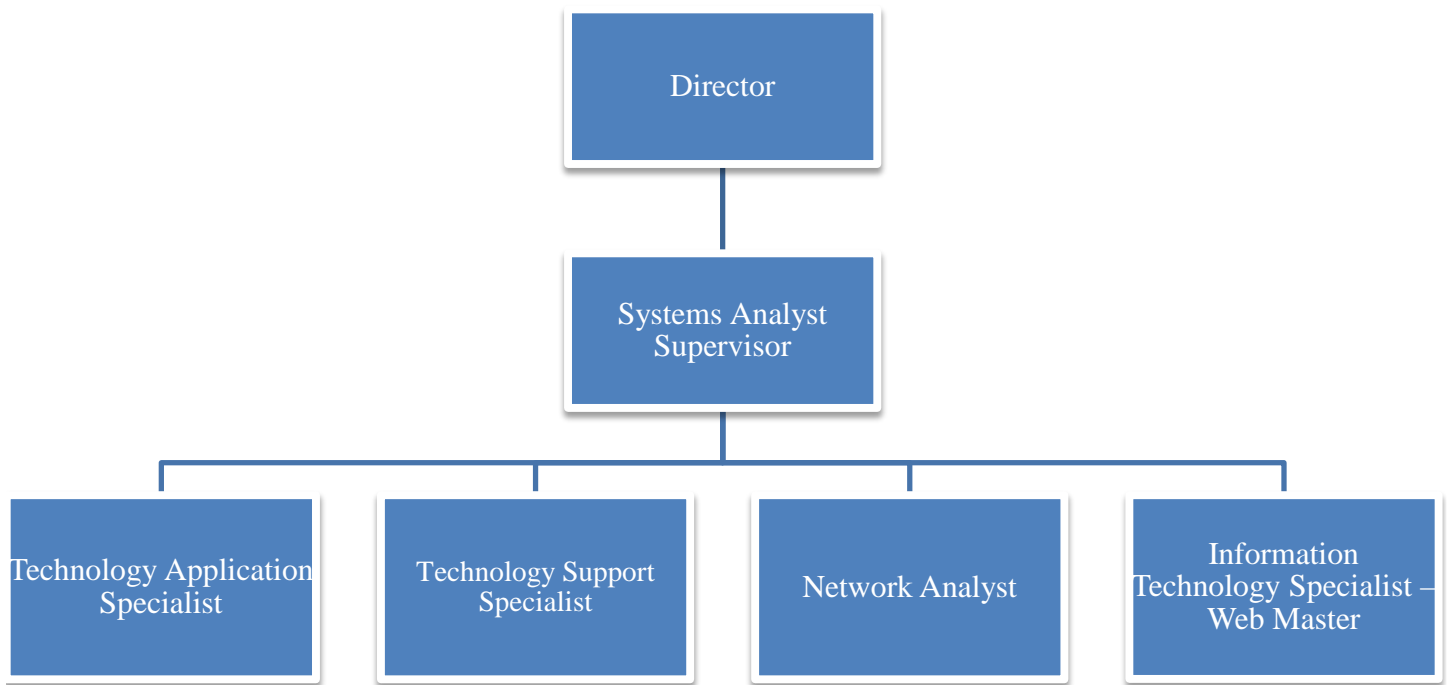 Director
Systems Analyst
Supervisor
Technology Application
Specialist
Technology Support
Specialist
Network Analyst
Information
Technology Specialist –
Web Master